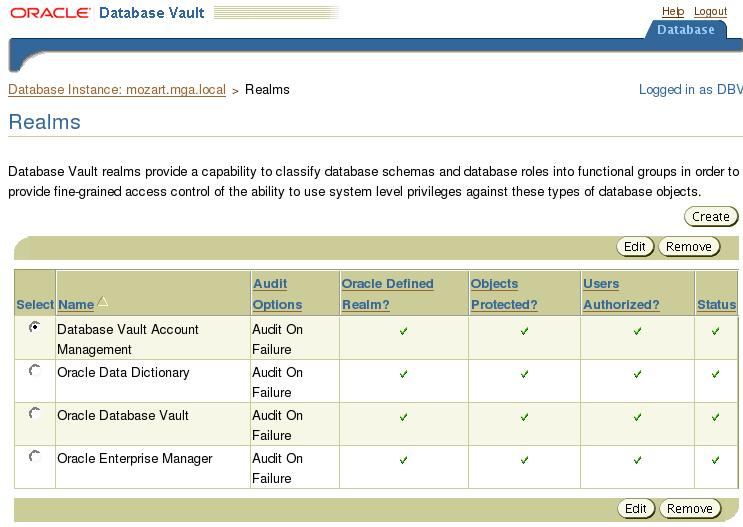 ORACLE Database Vault
Help Logout
Database
Database Instance: mozart.mga.local > Realms
Logged in as DBV
Realms
Database Vault realms provide a capability to classify database schemas and database roles into functional groups in order to
provide fine-grained access control of the ability to use system level privileges against these types of database objects.
Create
Edit Remove
Select Name Audit Options Oracle Defined Realm? Objects Protected? Users Authorized? Status
Database Vault Account Management Audit On Failure
Oracle Data Dictionary Audit On Failure
Oracle Database Vault Audit On Failure
Oracle Enterprise Manager Audit On Failure
Edit Remove